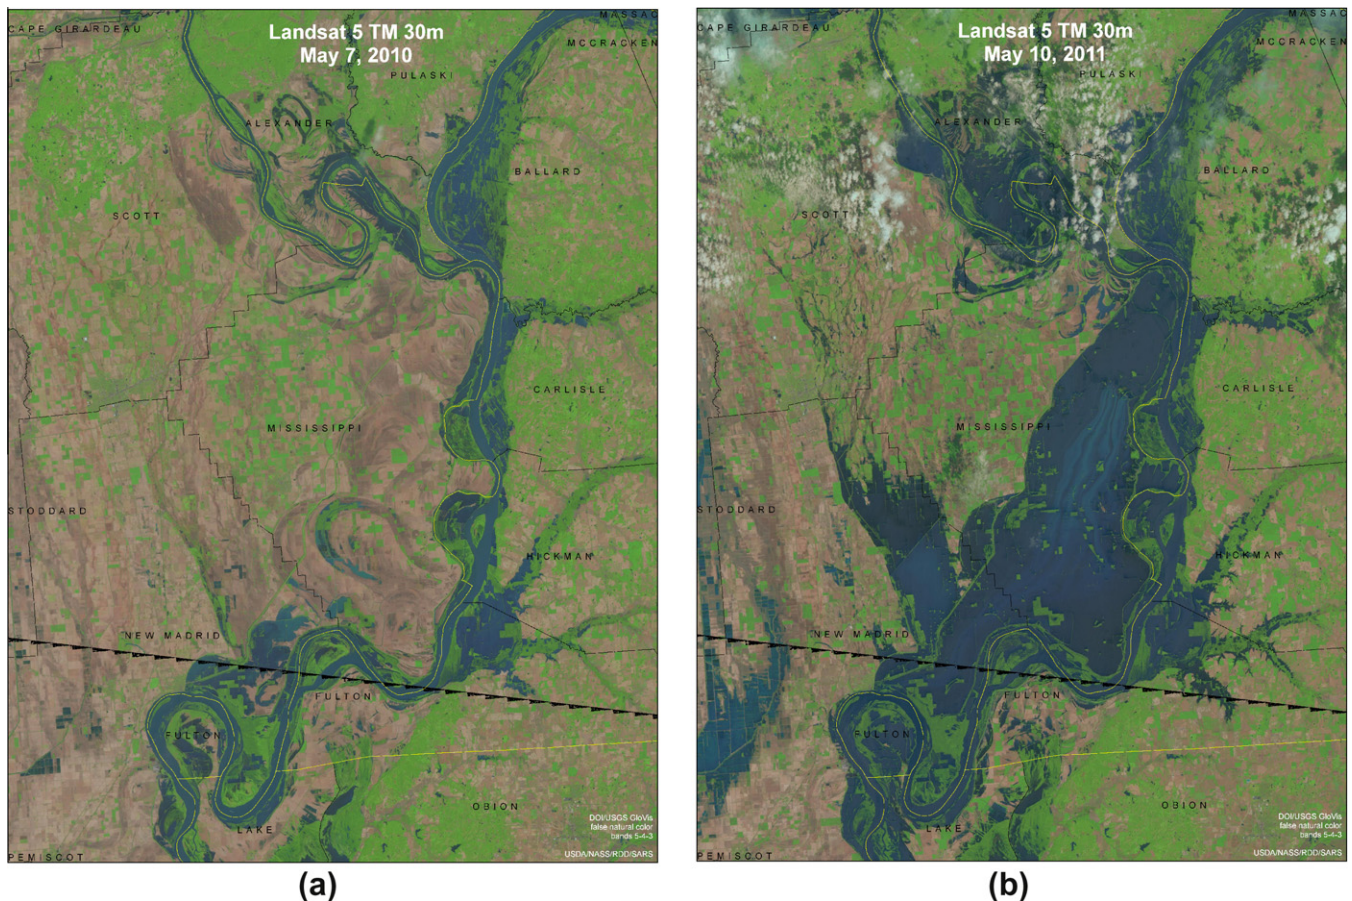 CAPE GIRARDEAU
MASSAC
Landsat 5 TM 30m
May 7, 2010
MCCRACKEN
PULASKI
ALEXANDER
BALLARD
SCOTT
CARLISLE
MISSISSIPPI
STODDARD
HICKMAN
NEW MADRID
FULTON
FULTON
OBION
LAKE
DOI/USGS GloVis
false natural color
bands 5-4-3
USDA/NASS/RDD/SARS
PEMISCOT
(a)
CAPE GIRARDEAU
MASSAC
Landsat 5 TM 30m
May 10, 2011
MCCRACKEN
PULASKI
ALEXANDER
BALLARD
SCOTT
CARLISLE
MISSISSIPPI
STODDARD
HICKMAN
NEW MADRID
FULTON
FULTON
OBION
LAKE
DOI/USGS GloVis
false natural color
bands 5-4-3
USDA/NASS/RDD/SARS
PEMISCOT
(b)